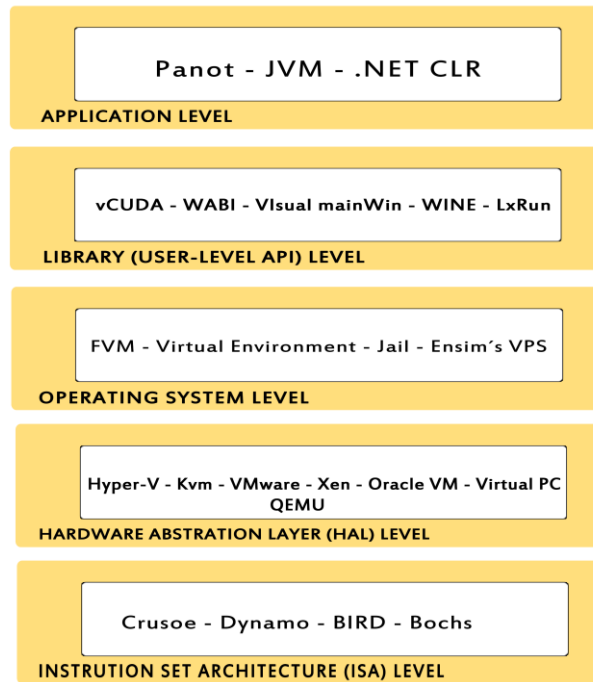 Panot - JVM - .NET CLR
APPLICATION LEVEL
vCUDA - WABI - VIsual mainWin - WINE - LxRun
LIBRARY (USER-LEVEL API) LEVEL
FVM - Virtual Environment - Jail - Ensim´s VPS
OPERATING SYSTEM LEVEL
Hyper-V - Kvm - VMware - Xen - Oracle VM - Virtual PC
QEMU
HARDWARE ABSTRATION LAYER (HAL) LEVEL
Crusoe - Dynamo - BIRD - Bochs
INSTRUTION SET ARCHITECTURE (ISA) LEVEL